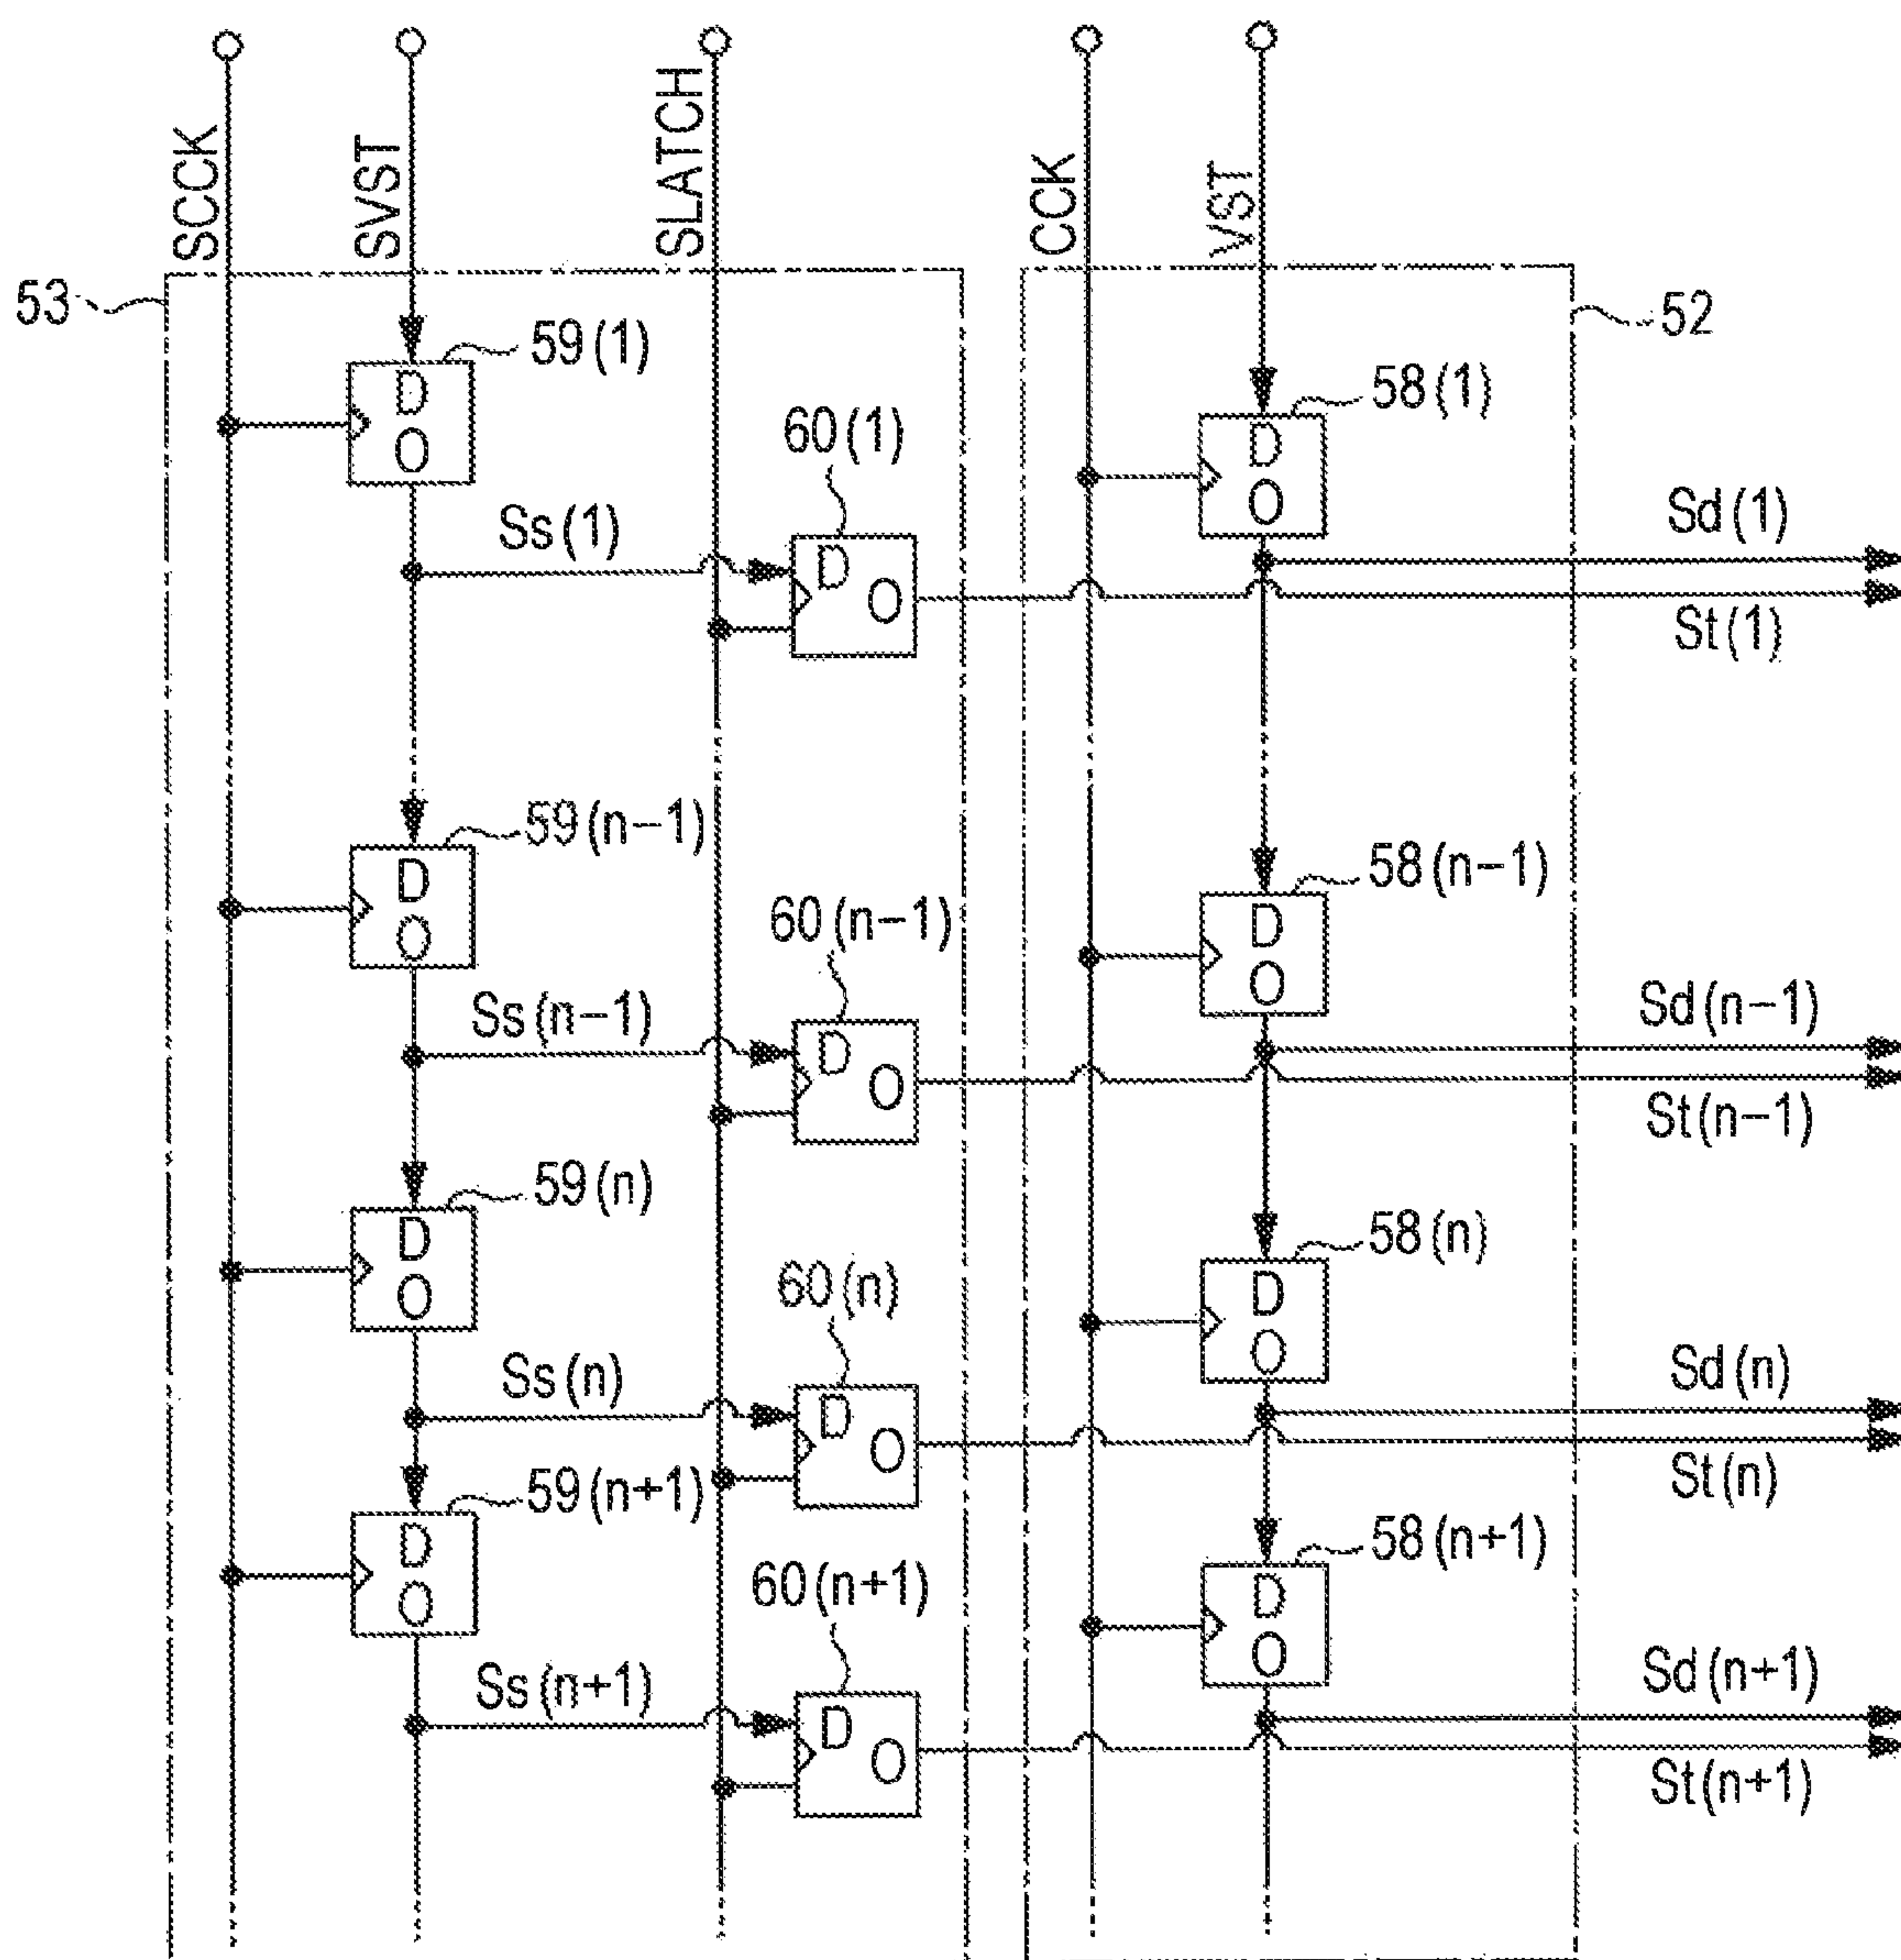 SCCK
SVST
SLATCH
CCK
VST
53
52
59(1)
D
O
58(1)
D
O
60(1)
Ss(1)
D
O
Sd(1)
St(1)
59(n−1)
D
O
58(n−1)
D
O
60(n−1)
Ss(n−1)
D
O
Sd(n−1)
St(n−1)
59(n)
D
O
58(n)
D
O
60(n)
Ss(n)
D
O
Sd(n)
St(n)
59(n+1)
D
O
58(n+1)
D
O
60(n+1)
Ss(n+1)
D
O
Sd(n+1)
St(n+1)